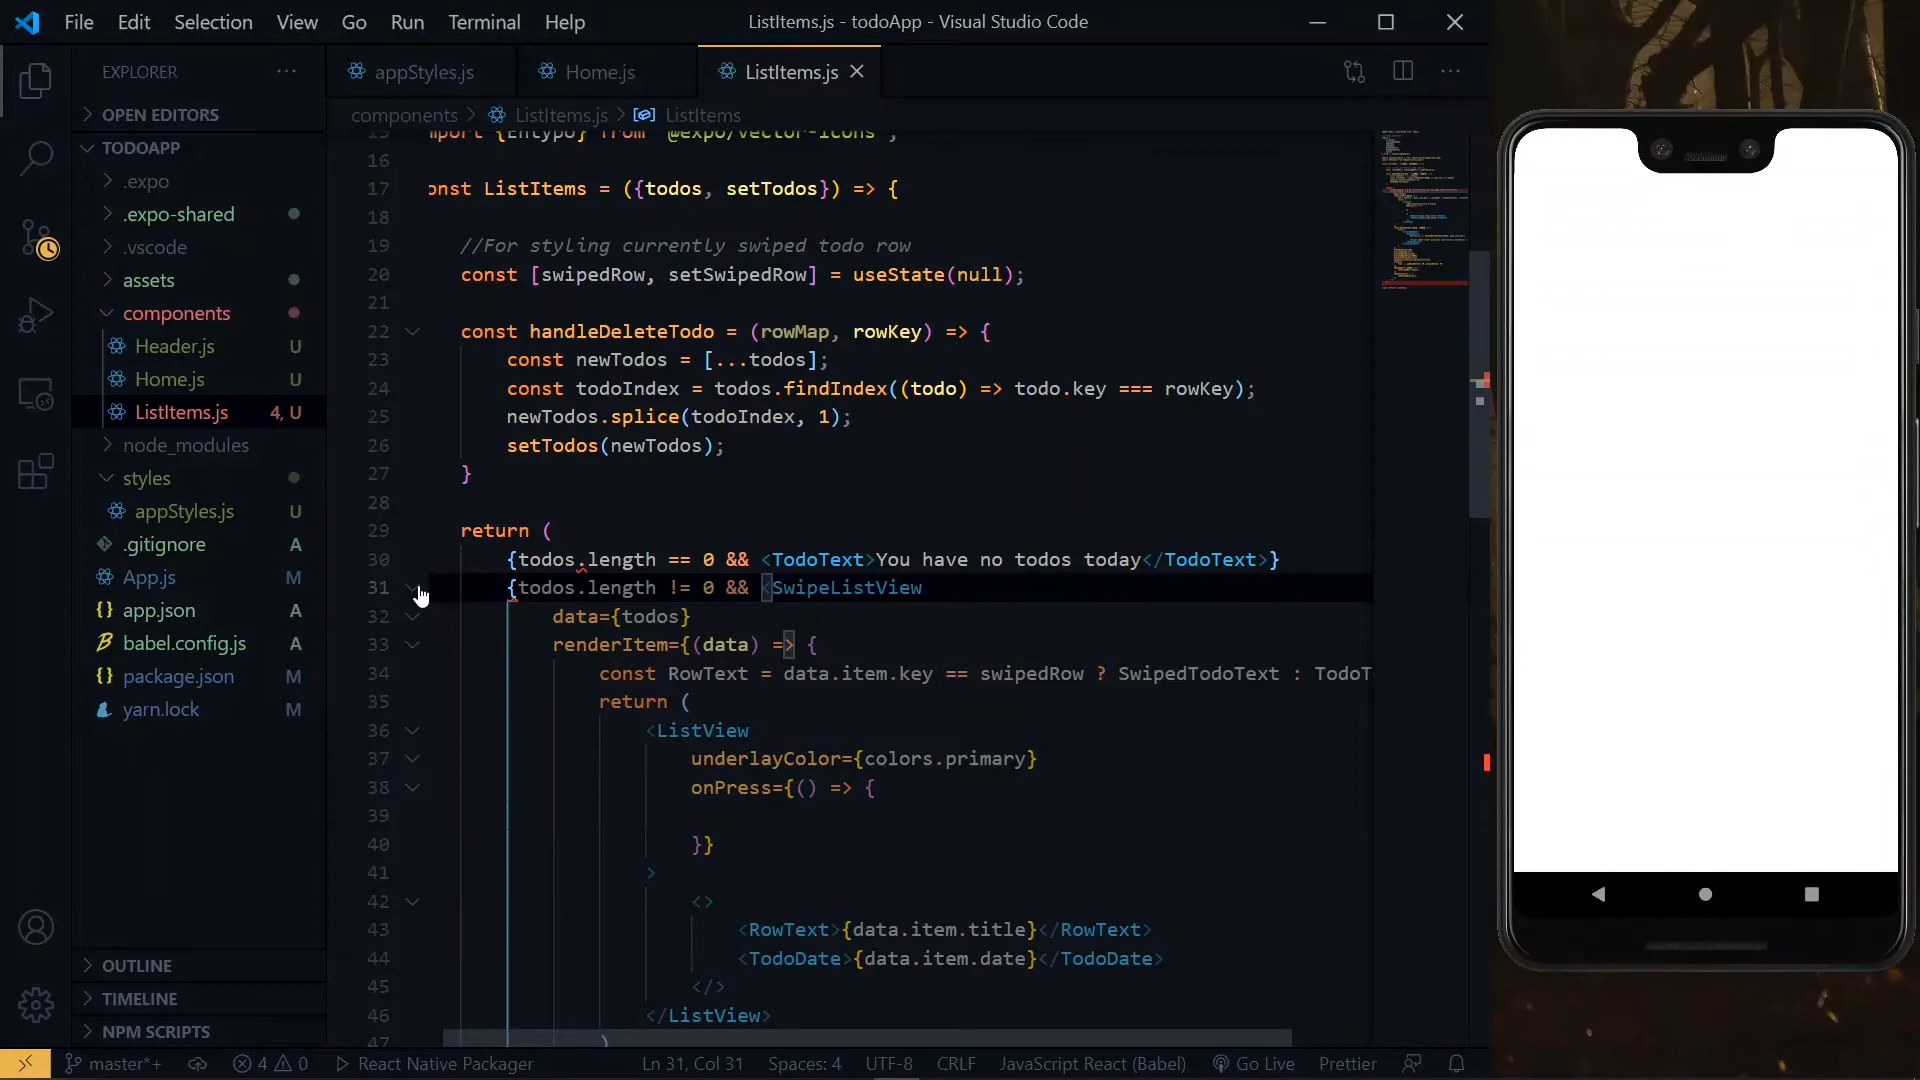 File Edit Selection View Go Run Terminal Help
ListItems.js - todoApp - Visual Studio Code
EXPLORER
OPEN EDITORS
TODOAPP
.expo
.expo-shared
.vscode
assets
components
Header.js U
Home.js U
ListItems.js 4, U
node_modules
styles
appStyles.js U
.gitignore A
App.js M
app.json A
babel.config.js A
package.json M
yarn.lock M
OUTLINE
TIMELINE
NPM SCRIPTS
appStyles.js Home.js ListItems.js
components > ListItems.js > ListItems
mport {Entypo} from "@expo/vector-icons";
16
17 onst ListItems = ({todos, setTodos}) => {
18
19 //For styling currently swiped todo row
20 const [swipedRow, setSwipedRow] = useState(null);
21
22 const handleDeleteTodo = (rowMap, rowKey) => {
23 const newTodos = [...todos];
24 const todoIndex = todos.findIndex((todo) => todo.key === rowKey);
25 newTodos.splice(todoIndex, 1);
26 setTodos(newTodos);
27 }
28
29 return (
30 {todos.length == 0 && <TodoText>You have no todos today</TodoText>}
31 {todos.length != 0 && <SwipeListView
32 data={todos}
33 renderItem={(data) => {
34 const RowText = data.item.key == swipedRow ? SwipedTodoText : TodoT
35 return (
36 <ListView
37 underlayColor={colors.primary}
38 onPress={() => {
39
40 }}
41 >
42 <>
43 <RowText>{data.item.title}</RowText>
44 <TodoDate>{data.item.date}</TodoDate>
45 </>
46 </ListView>
47 )
master*+ 4 0 React Native Packager Ln 31, Col 31 Spaces: 4 UTF-8 CRLF JavaScript React (Babel) Go Live Prettier